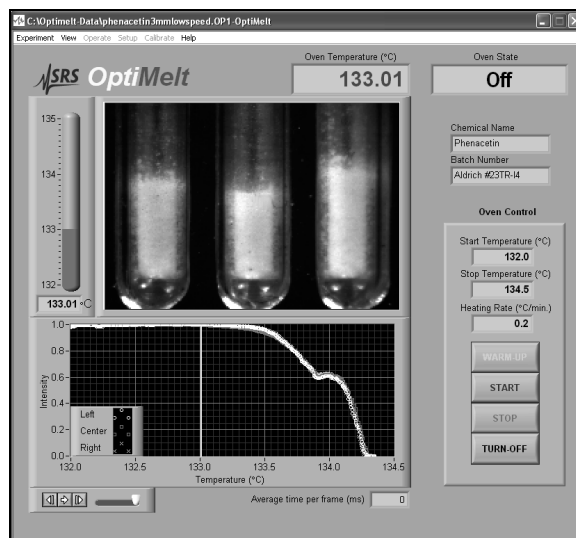 C:\Optimelt-Data\phenacetin3mmlowspeed.OP1-OptiMelt
Experiment View Operate Setup Calibrate Help
SRS OptiMelt
Oven Temperature (°C)
133.01
Oven State
Off
135-
134-
133-
132-
133.01 °C
Chemical Name
Phenacetin
Batch Number
Aldrich #23TR-I4
Oven Control
Start Temperature (°C)
132.0
Stop Temperature (°C)
134.5
Heating Rate (°C/min.)
0.2
WARM-UP
START
STOP
TURN-OFF
Intensity
1.0-
0.8-
0.6-
0.4-
0.2-
0.0-
Left
Center
Right
132.0 132.5 133.0 133.5 134.0 134.5
Temperature (°C)
Average time per frame (ms) 0